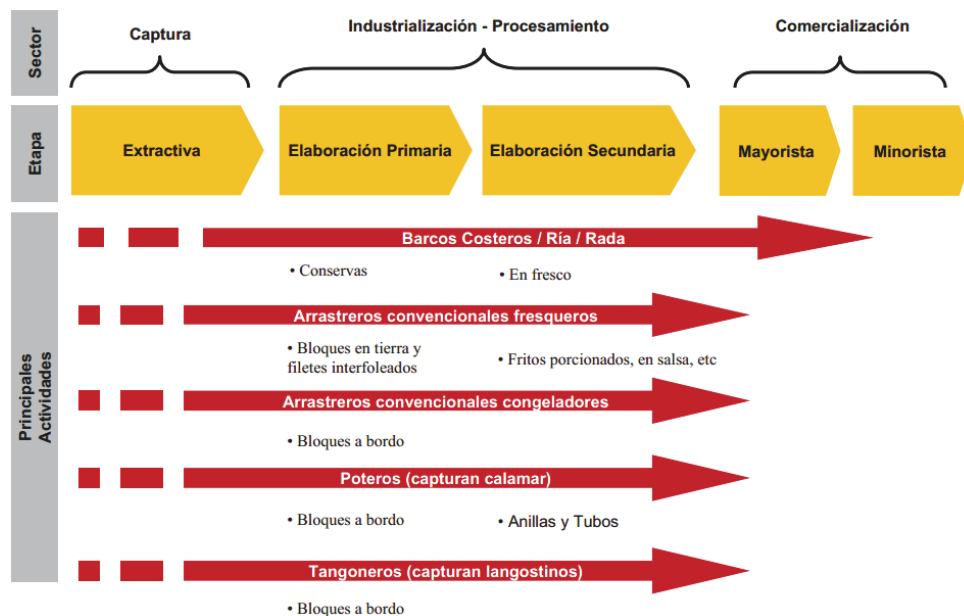 Sector
Captura
Industrialización - Procesamiento
Comercialización
Etapa
Extractiva
Elaboración Primaria
Elaboración Secundaria
Mayorista
Minorista
Principales
Actividades
Barcos Costeros / Ría / Rada
• Conservas
• En fresco
Arrastreros convencionales fresqueros
• Bloques en tierra y
filetes interfoleados
• Fritos porcionados, en salsa, etc
Arrastreros convencionales congeladores
• Bloques a bordo
Poteros (capturan calamar)
• Bloques a bordo
• Anillas y Tubos
Tangoneros (capturan langostinos)
• Bloques a bordo